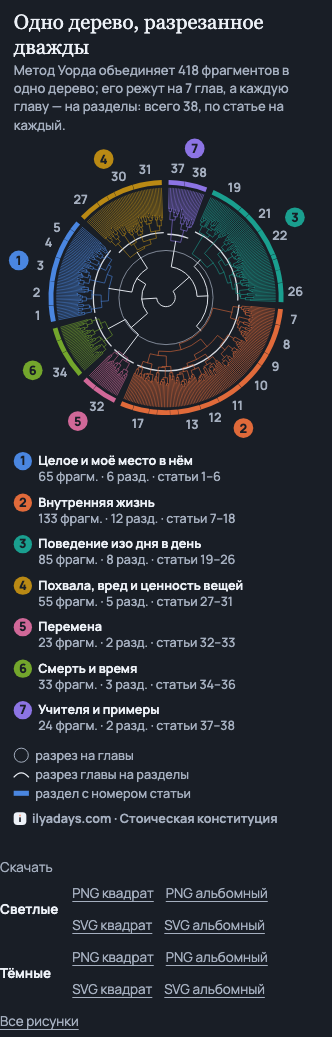 Одно дерево, разрезанное
дважды
Метод Уорда объединяет 418 фрагментов в
одно дерево; его режут на 7 глав, а каждую
главу — на разделы: всего 38, по статье на
каждый.
7
4
31
37
38
30
19
27
3
21
5
22
4
1
3
2
26
1
7
8
6
34
9
10
32
11
5
17
13
12
2
1 Целое и моё место в нём
65 фрагм. · 6 разд. · статьи 1–6
2 Внутренняя жизнь
133 фрагм. · 12 разд. · статьи 7–18
3 Поведение изо дня в день
85 фрагм. · 8 разд. · статьи 19–26
4 Похвала, вред и ценность вещей
55 фрагм. · 5 разд. · статьи 27–31
5 Перемена
23 фрагм. · 2 разд. · статьи 32–33
6 Смерть и время
33 фрагм. · 3 разд. · статьи 34–36
7 Учителя и примеры
24 фрагм. · 2 разд. · статьи 37–38
разрез на главы
разрез главы на разделы
раздел с номером статьи
i ilyadays.com · Стоическая конституция
Скачать
Светлые
PNG квадрат PNG альбомный
SVG квадрат SVG альбомный
Тёмные
PNG квадрат PNG альбомный
SVG квадрат SVG альбомный
Все рисунки